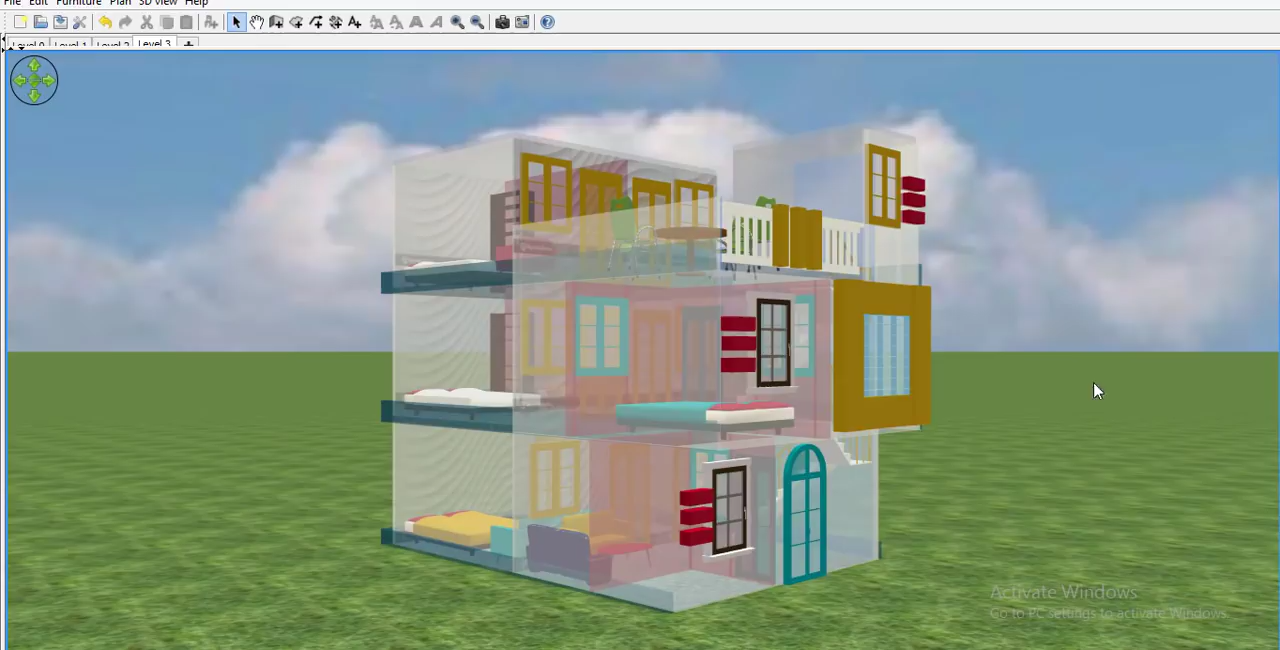 File Edit Furniture Plan 3D view Help
Level 0 Level 1 Level 2 Level 3
Activate Windows
Go to PC settings to activate Windows.